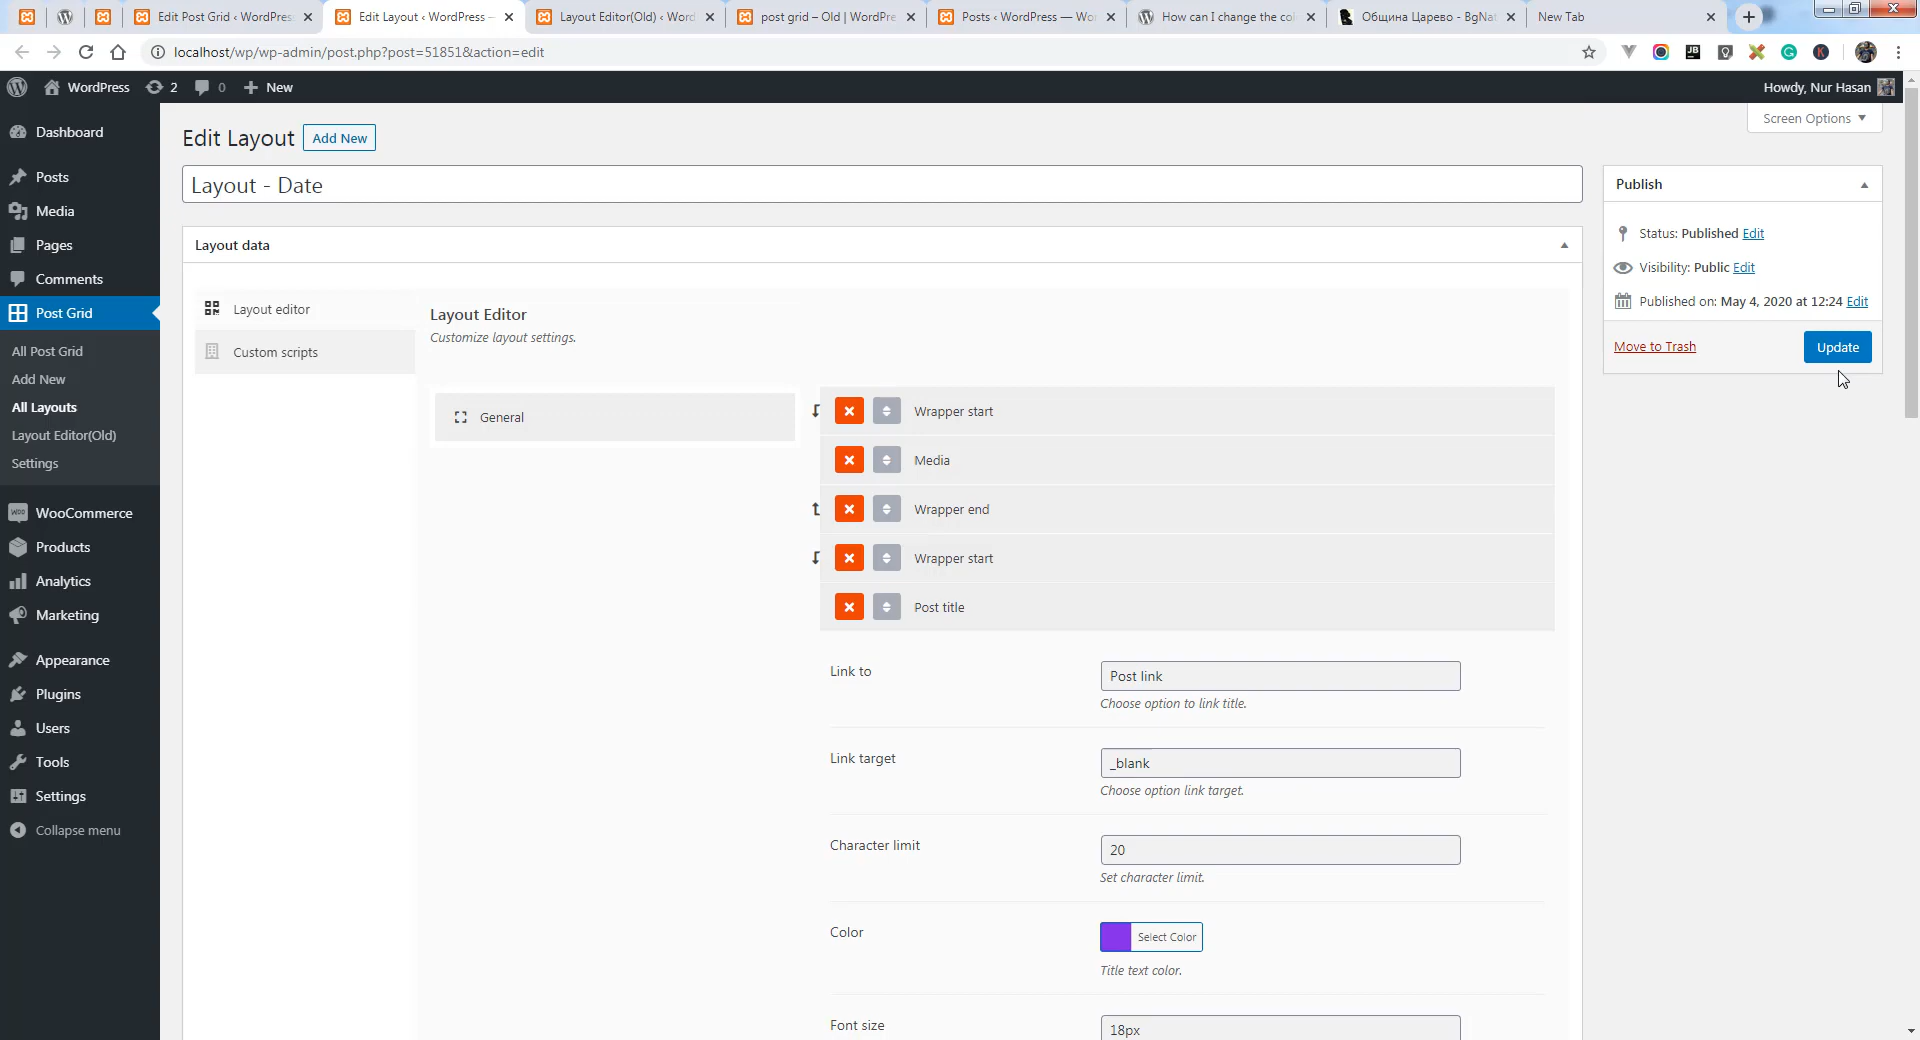 Edit Post Grid ‹ WordPress
Edit Layout ‹ WordPress —
Layout Editor(Old) ‹ Word
post grid – Old | WordPre
Posts ‹ WordPress — Wo
How can I change the co
Община Царево - BgNa
New Tab
localhost/wp/wp-admin/post.php?post=51851&action=edit
WordPress
2
0
New
Howdy, Nur Hasan
Screen Options
Dashboard
Posts
Media
Pages
Comments
Post Grid
All Post Grid
Add New
All Layouts
Layout Editor(Old)
Settings
WooCommerce
Products
Analytics
Marketing
Appearance
Plugins
Users
Tools
Settings
Collapse menu
Edit Layout
Add New
Layout - Date
Layout data
Layout editor
Custom scripts
Layout Editor
Customize layout settings.
General
Wrapper start
Media
Wrapper end
Wrapper start
Post title
Link to
Post link
Choose option to link title.
Link target
_blank
Choose option link target.
Character limit
20
Set character limit.
Color
Select Color
Title text color.
Font size
18px
Publish
Status: Published Edit
Visibility: Public Edit
Published on: May 4, 2020 at 12:24 Edit
Move to Trash
Update